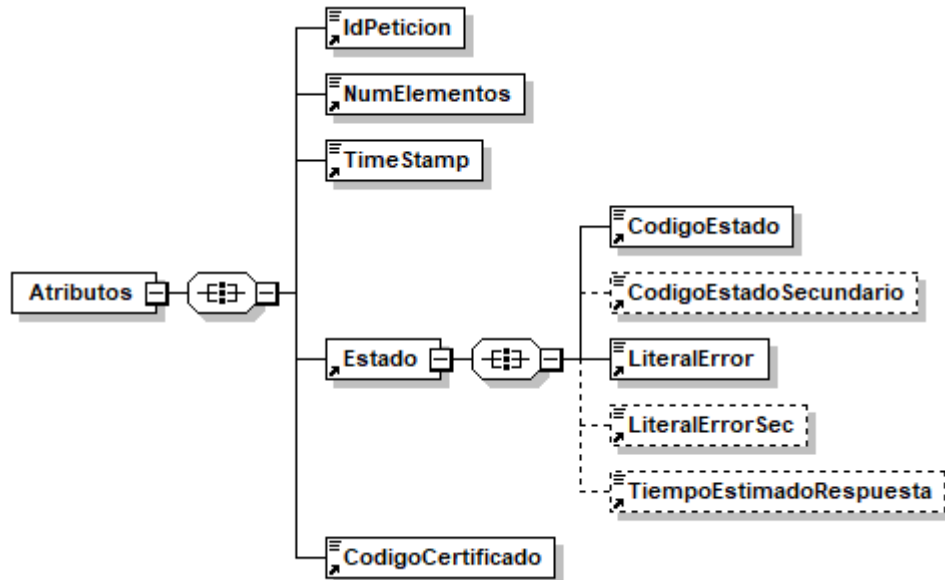 IdPeticion
NumElementos
TimeStamp
CodigoEstado
Atributos
CodigoEstadoSecundario
Estado
LiteralError
LiteralErrorSec
TiempoEstimadoRespuesta
CodigoCertificado